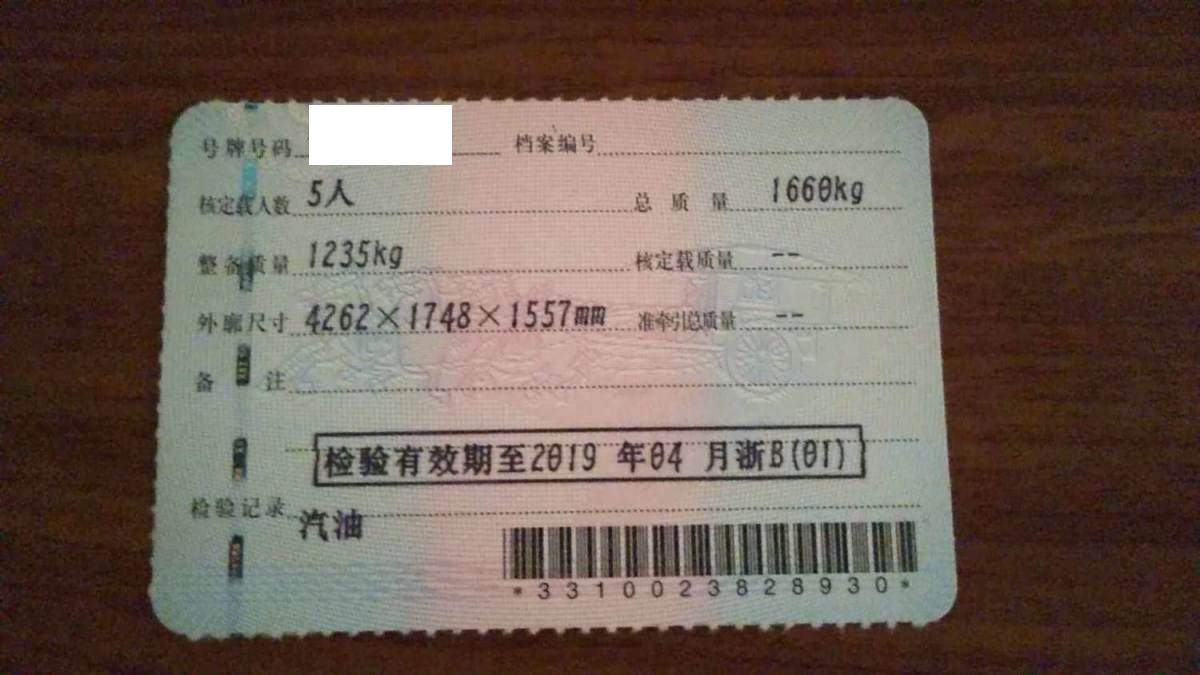 号牌号码 档案编号
核定载人数 5人 总质量 1660kg
整备质量 1235kg 核定载质量 --
外廓尺寸 4262×1748×1557mm 准牵引总质量 --
备注
检验有效期至2019 年04 月浙B(01)
检验记录
汽油
*3310023828930*